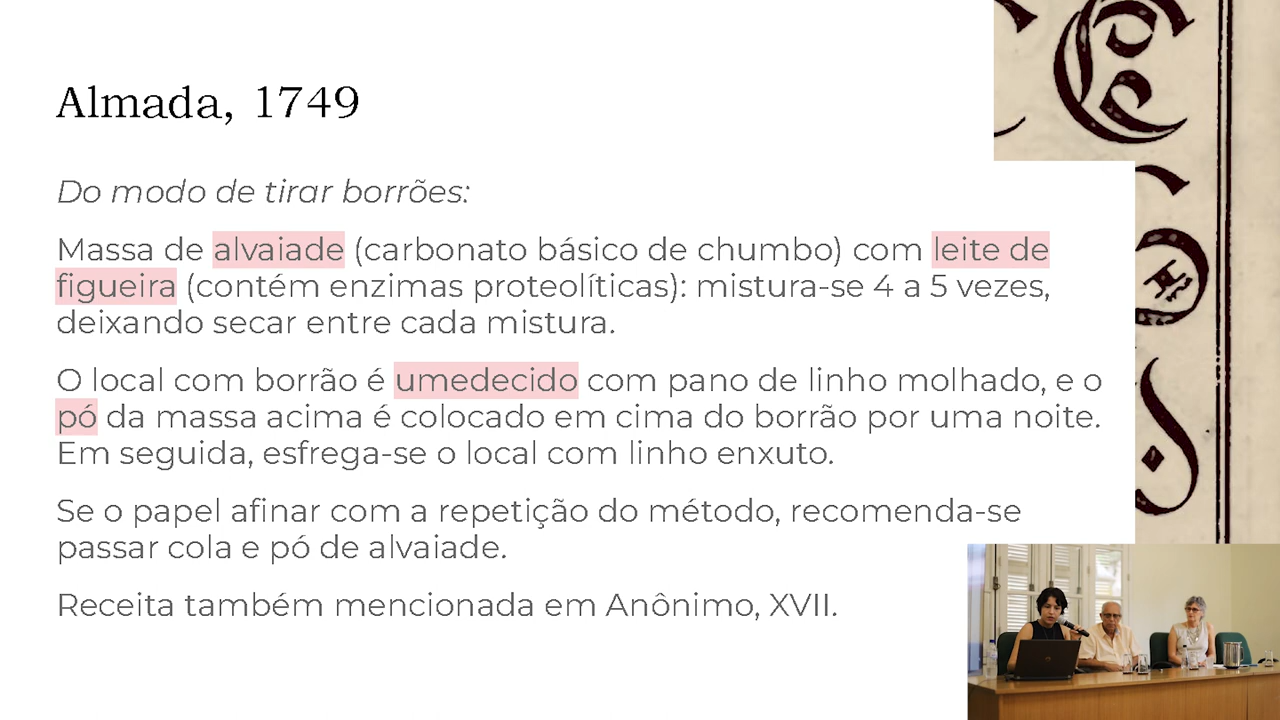 Almada, 1749
Do modo de tirar borrões:
Massa de alvaiade (carbonato básico de chumbo) com leite de
figueira (contém enzimas proteolíticas): mistura-se 4 a 5 vezes,
deixando secar entre cada mistura.
O local com borrão é umedecido com pano de linho molhado, e o
pó da massa acima é colocado em cima do borrão por uma noite.
Em seguida, esfrega-se o local com linho enxuto.
Se o papel afinar com a repetição do método, recomenda-se
passar cola e pó de alvaiade.
Receita também mencionada em Anônimo, XVII.